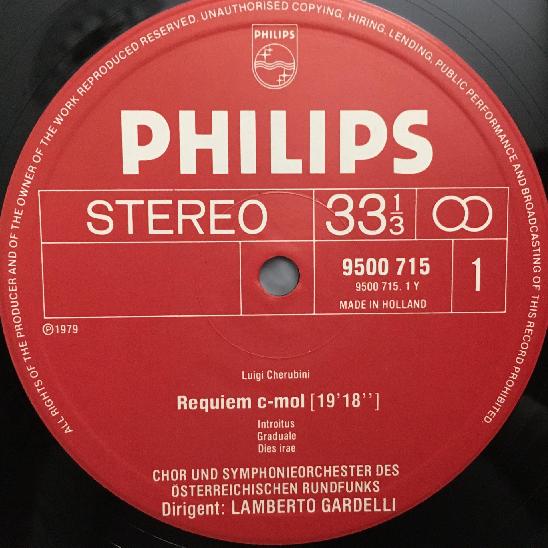 ALL RIGHTS OF THE PRODUCER AND OF THE OWNER OF THE WORK REPRODUCED RESERVED. UNAUTHORISED COPYING, HIRING, LENDING, PUBLIC PERFORMANCE AND BROADCASTING OF THIS RECORD PROHIBITED
PHILIPS
PHILIPS
STEREO 33 1/3
9500 715 1
9500 715. 1 Y
MADE IN HOLLAND
℗1979
Luigi Cherubini
Requiem c-mol [19'18'']
Introitus
Graduale
Dies irae
CHOR UND SYMPHONIEORCHESTER DES
ÖSTERREICHISCHEN RUNDFUNKS
Dirigent: LAMBERTO GARDELLI